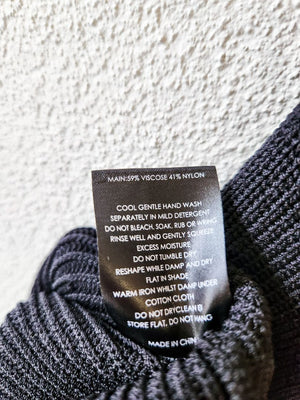 MAIN:59% VISCOSE 41% NYLON
COOL GENTLE HAND WASH
SEPARATELY IN MILD DETERGENT
DO NOT BLEACH, SOAK, RUB OR WRING
RINSE WELL AND GENTLY SQUEEZE
EXCESS MOISTURE
DO NOT TUMBLE DRY
RESHAPE WHILE DAMP AND DRY
FLAT IN SHADE
WARM IRON WHILST DAMP UNDER
COTTON CLOTH
DO NOT DRYCLEAN
STORE FLAT, DO NOT HANG
MADE IN CHIN